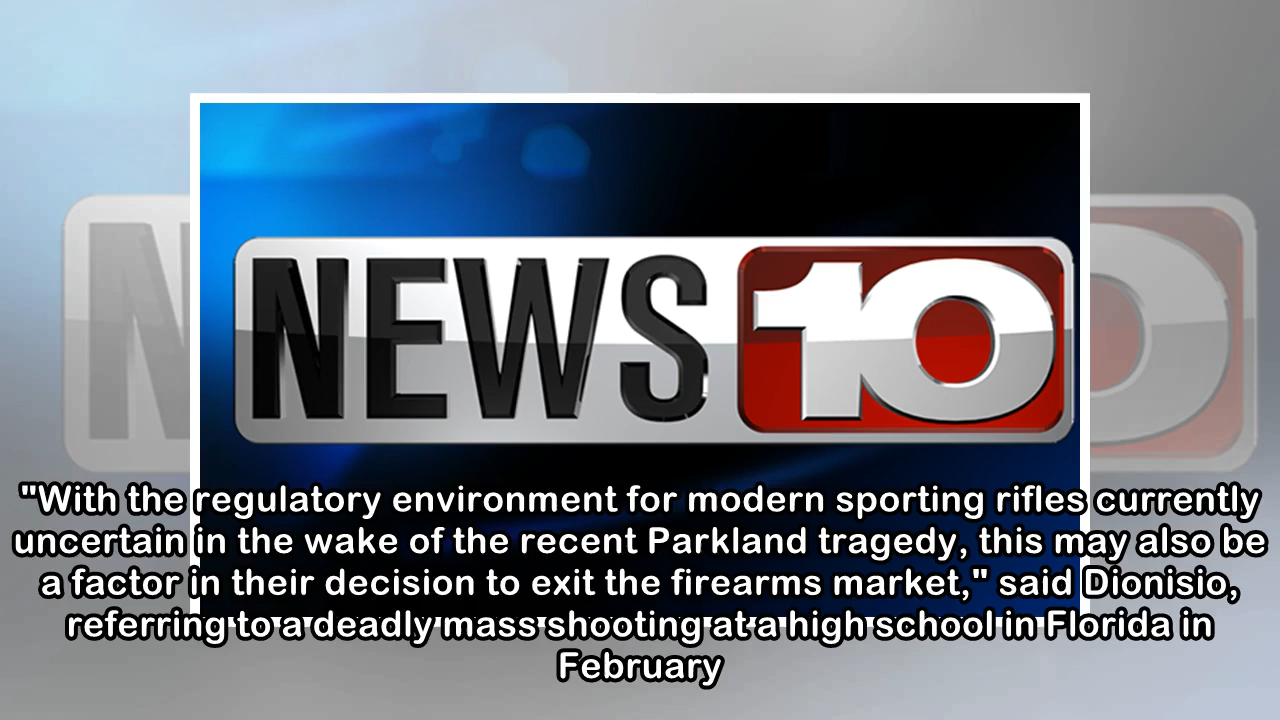 NEWS 10
"With the regulatory environment for modern sporting rifles currently
uncertain in the wake of the recent Parkland tragedy, this may also be
a factor in their decision to exit the firearms market," said Dionisio,
referring to a deadly mass shooting at a high school in Florida in
February